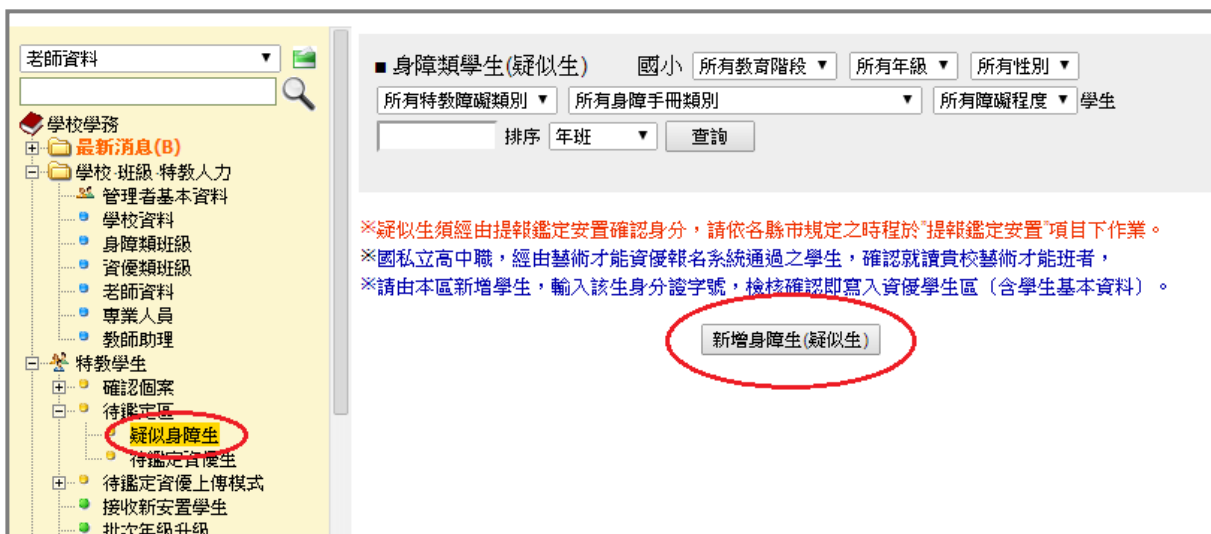 老師資料
學校學務
最新消息(B)
學校-班級-特教人力
管理者基本資料
學校資料
身障類班級
資優類班級
老師資料
專業人員
教師助理
特教學生
確認個案
待鑑定區
疑似身障生
待鑑定資優生
待鑑定資優上傳模式
接收新安置學生
批次年級升級
■ 身障類學生(疑似生) 國小 所有教育階段 所有年級 所有性別
所有特教障礙類別 所有身障手冊類別 所有障礙程度 學生
排序 年班 查詢
※疑似生須經由提報鑑定安置確認身分，請依各縣市規定之時程於"提報鑑定安置"項目下作業。
※國私立高中職，經由藝術才能資優報名系統通過之學生，確認就讀貴校藝術才能班者，
※請由本區新增學生，輸入該生身分證字號，檢核確認即寫入資優學生區〔含學生基本資料〕。
新增身障生(疑似生)